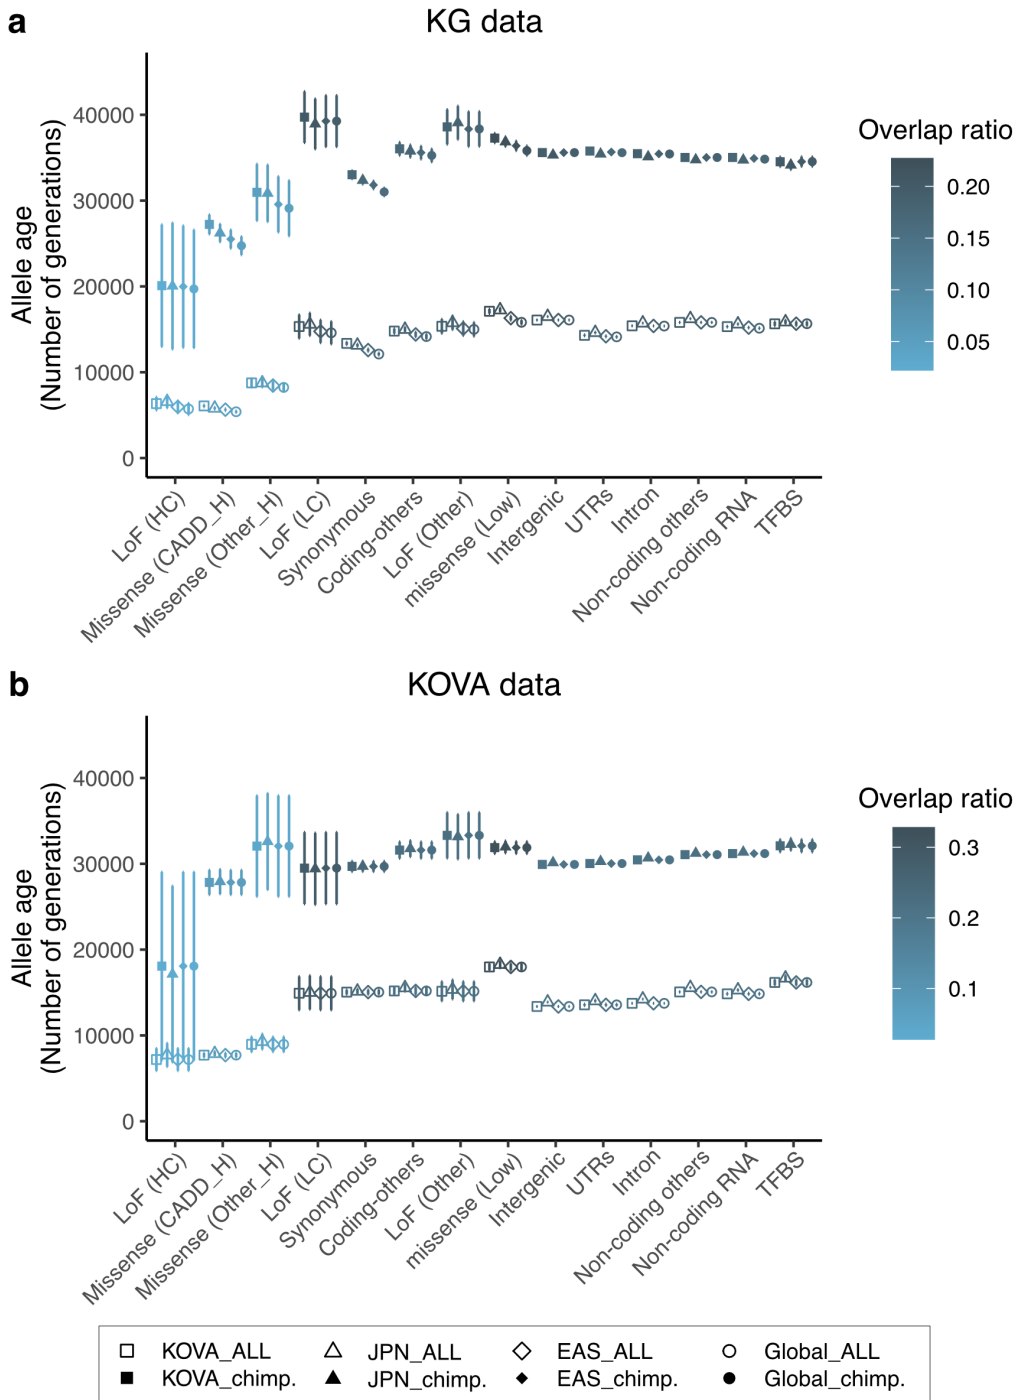 a
KG data
40000
30000
20000
10000
0
Allele age
(Number of generations)
LoF (HC)
Missense (CADD_H)
Missense (Other_H)
LoF (LC)
Synonymous
Coding-others
LoF (Other)
missense (Low)
Intergenic
UTRs
Intron
Non-coding others
Non-coding RNA
TFBS
Overlap ratio
0.20
0.15
0.10
0.05
b
KOVA data
40000
30000
20000
10000
0
Allele age
(Number of generations)
LoF (HC)
Missense (CADD_H)
Missense (Other_H)
LoF (LC)
Synonymous
Coding-others
LoF (Other)
missense (Low)
Intergenic
UTRs
Intron
Non-coding others
Non-coding RNA
TFBS
Overlap ratio
0.3
0.2
0.1
KOVA_ALL JPN_ALL EAS_ALL Global_ALL
KOVA_chimp. JPN_chimp. EAS_chimp. Global_chimp.